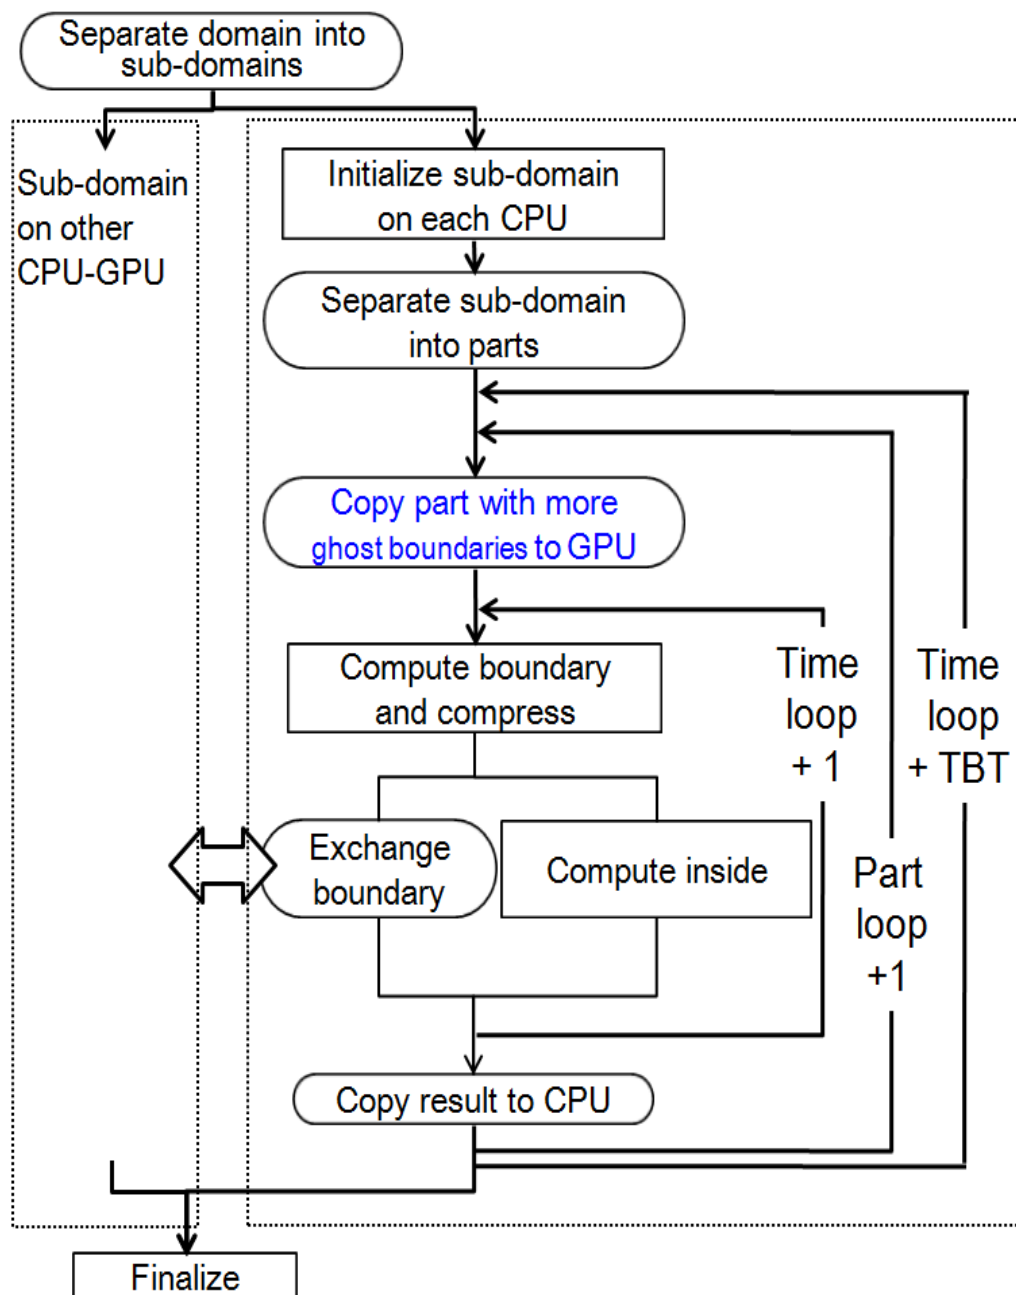 Separate domain into
sub-domains
Sub-domain
on other
CPU-GPU
Initialize sub-domain
on each CPU
Separate sub-domain
into parts
Copy part with more
ghost boundaries to GPU
Compute boundary
and compress
Exchange
boundary
Compute inside
Time
loop
+ 1
Part
loop
+1
Time
loop
+ TBT
Copy result to CPU
Finalize